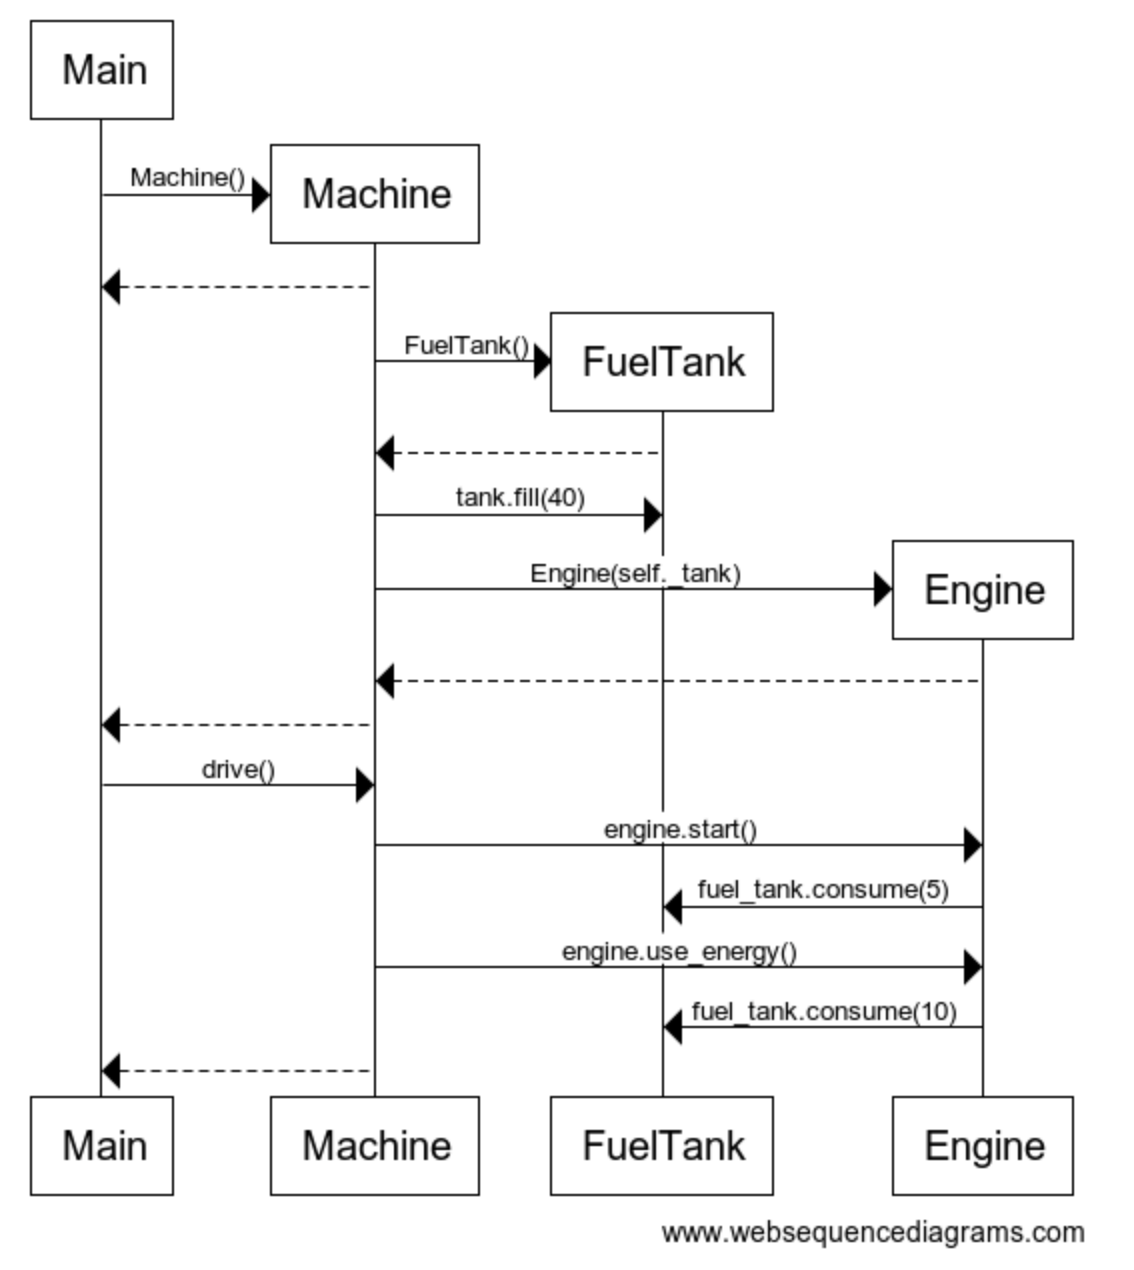 Main
Machine()
Machine
FuelTank()
FuelTank
tank.fill(40)
Engine(self._tank)
Engine
drive()
engine.start()
fuel_tank.consume(5)
engine.use_energy()
fuel_tank.consume(10)
Main
Machine
FuelTank
Engine
www.websequencediagrams.com